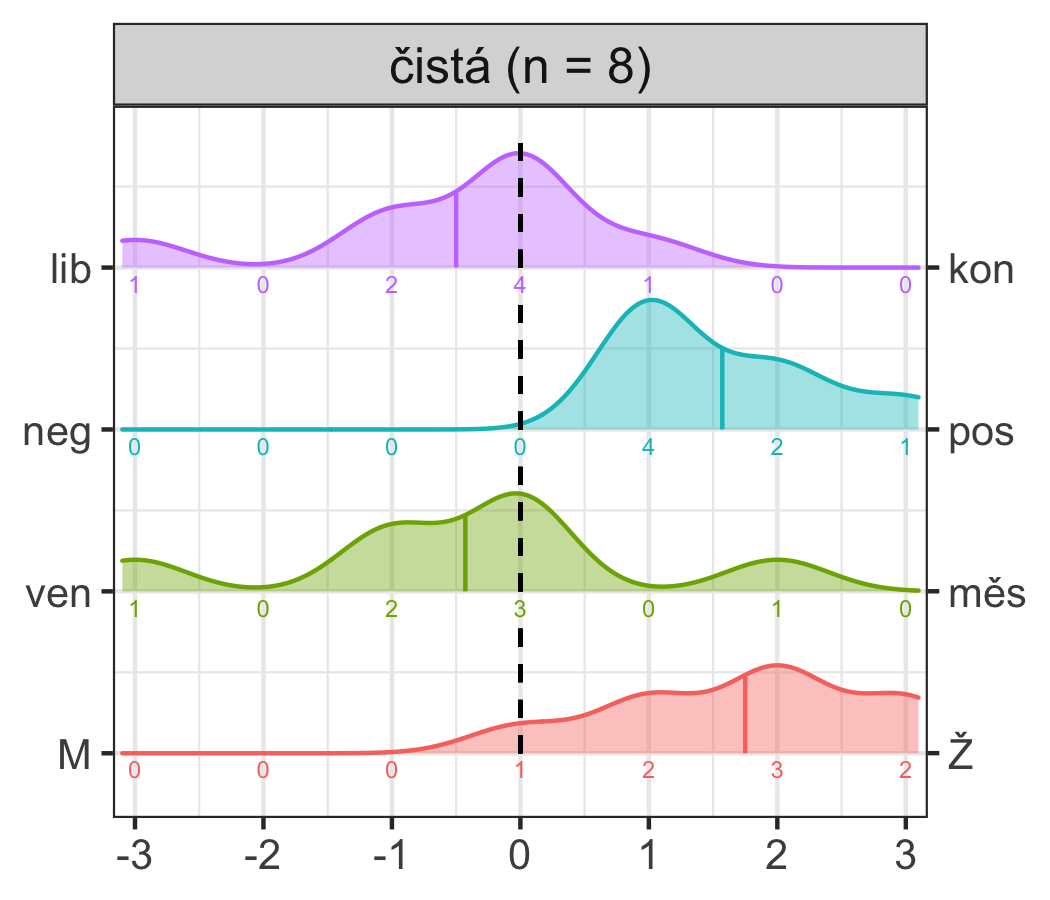 čistá (n = 8)
lib kon
1 0 2 4 1 0 0
neg pos
0 0 0 0 4 2 1
ven měs
1 0 2 3 0 1 0
M Ž
0 0 0 1 2 3 2
-3 -2 -1 0 1 2 3